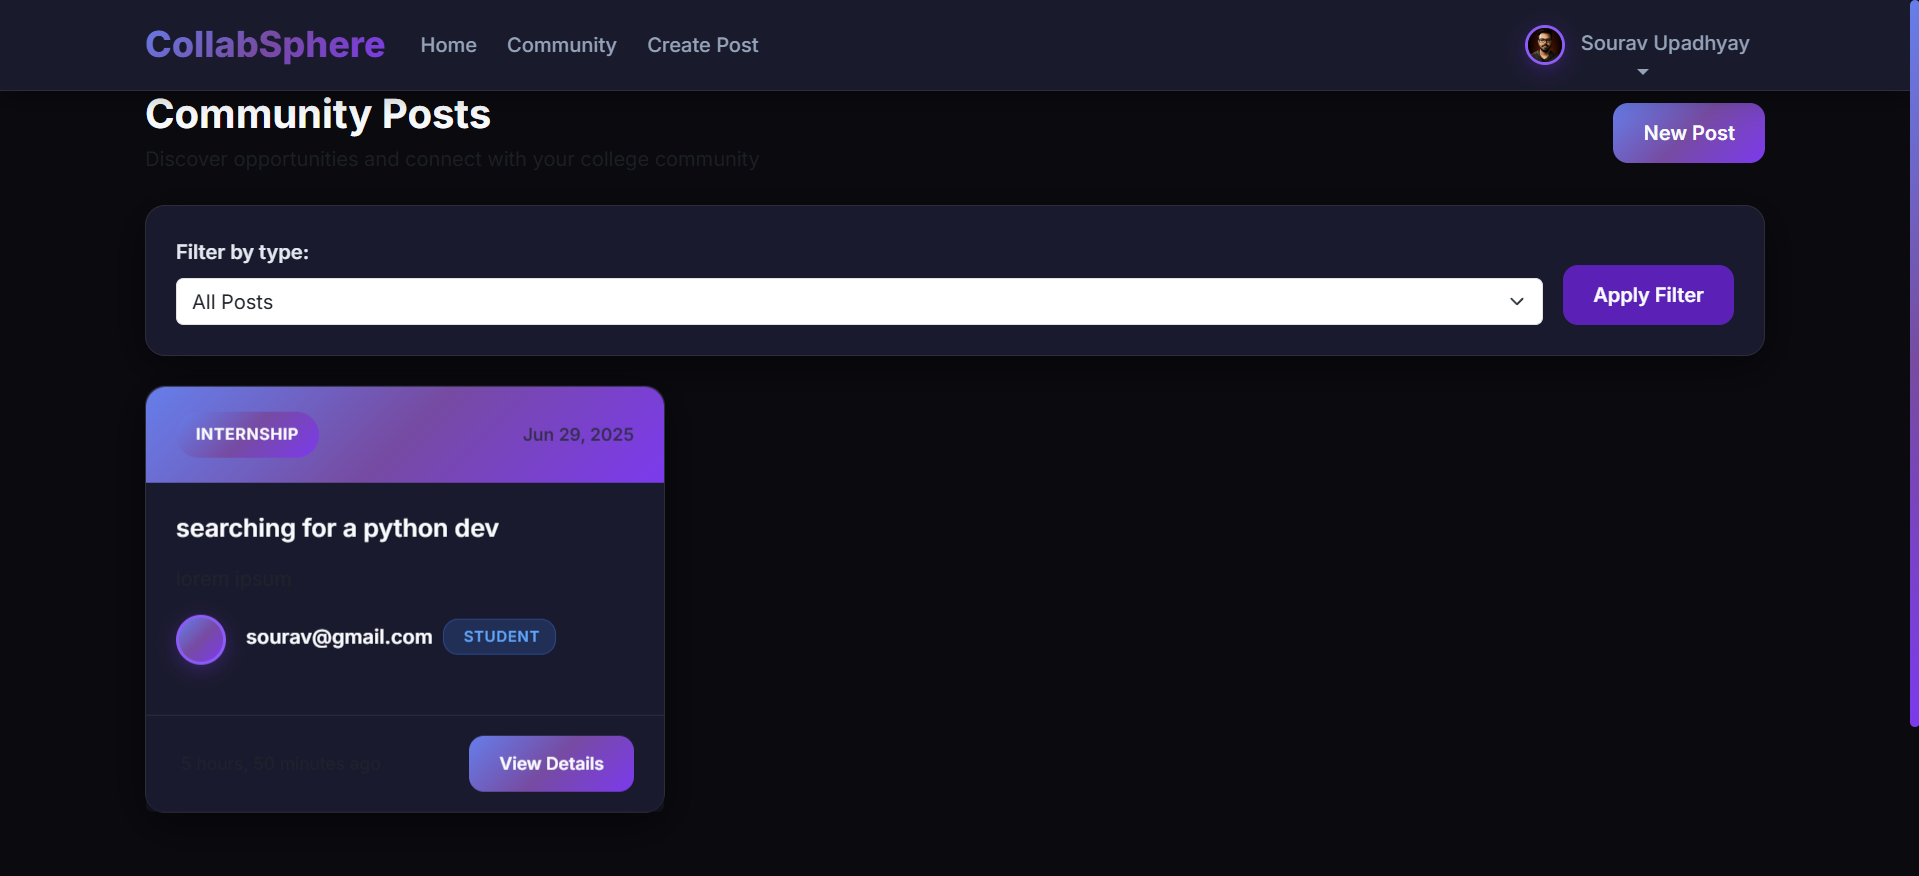 CollabSphere Home Community Create Post Sourav Upadhyay
Community Posts
New Post
Discover opportunities and connect with your college community
Filter by type:
All Posts
Apply Filter
INTERNSHIP Jun 29, 2025
searching for a python dev
lorem ipsum
sourav@gmail.com STUDENT
5 hours, 50 minutes ago View Details